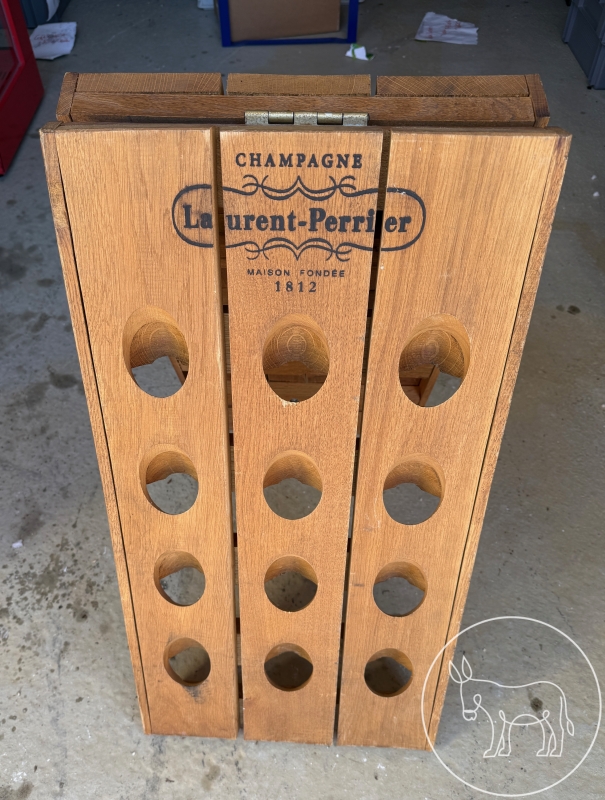 CHAMPAGNE
Laurent-Perrier
MAISON FONDÉE
1812